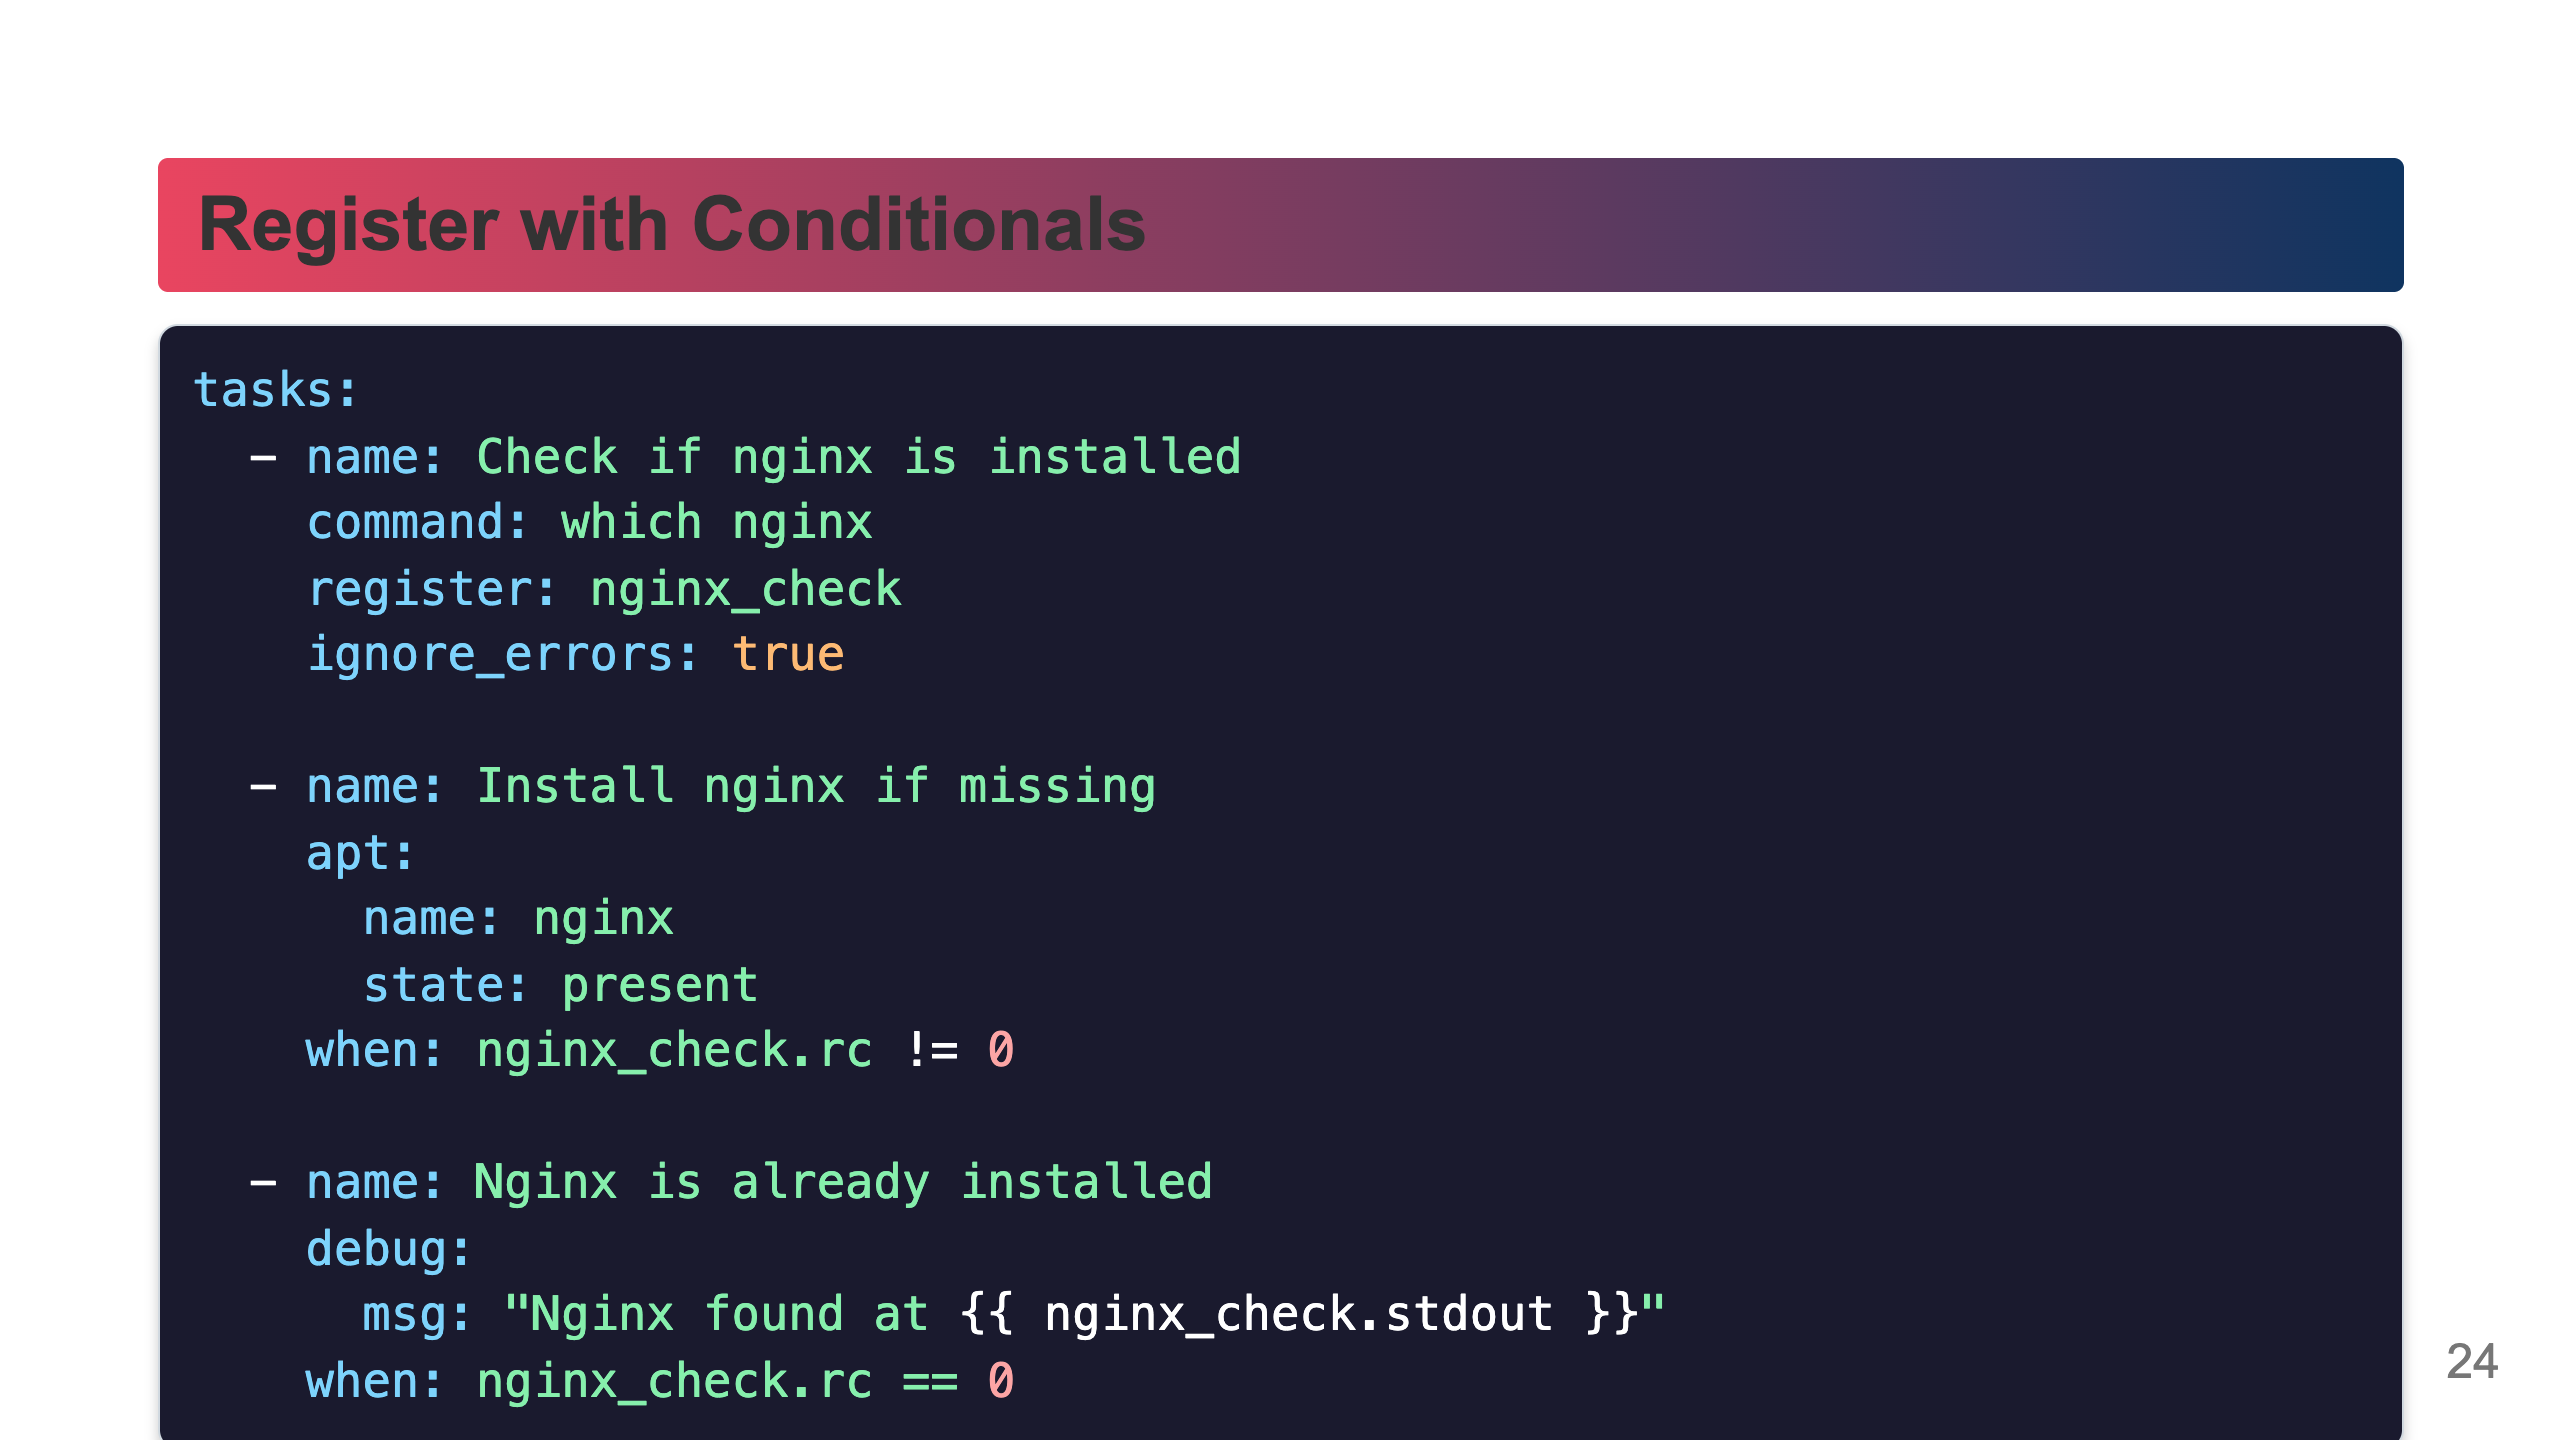 Register with Conditionals
tasks:
  - name: Check if nginx is installed
    command: which nginx
    register: nginx_check
    ignore_errors: true
  - name: Install nginx if missing
    apt:
      name: nginx
      state: present
    when: nginx_check.rc != 0
  - name: Nginx is already installed
    debug:
      msg: "Nginx found at {{ nginx_check.stdout }}"
    when: nginx_check.rc == 0
24